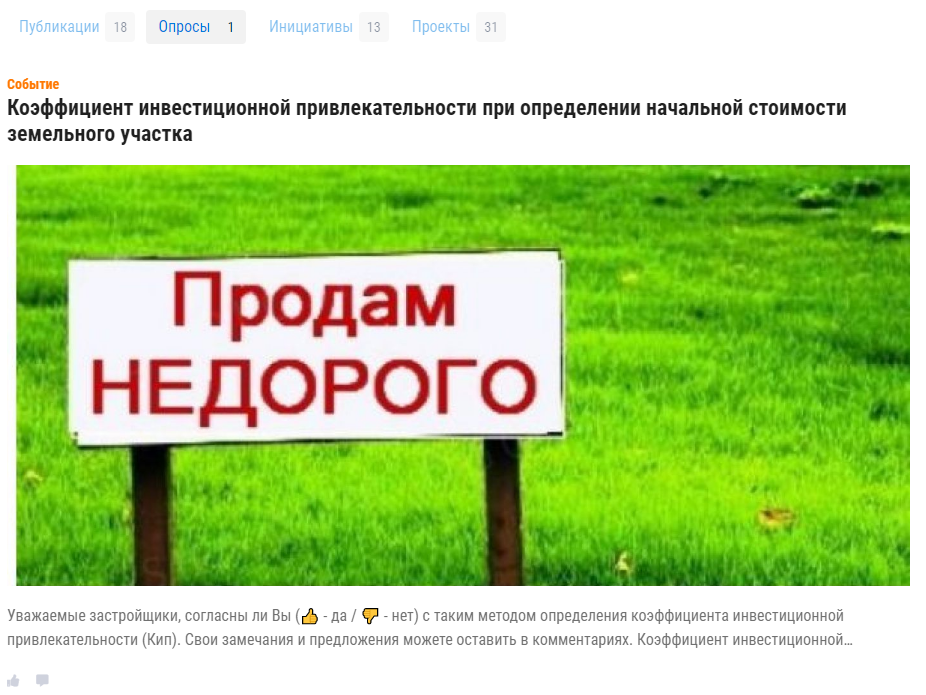 Публикации 18 Опросы 1 Инициативы 13 Проекты 31
Событие
Коэффициент инвестиционной привлекательности при определении начальной стоимости
земельного участка
Продам
НЕДОРОГО
Уважаемые застройщики, согласны ли Вы (👍 - да / 👎 - нет) с таким методом определения коэффициента инвестиционной
привлекательности (Кип). Свои замечания и предложения можете оставить в комментариях. Коэффициент инвестиционной…